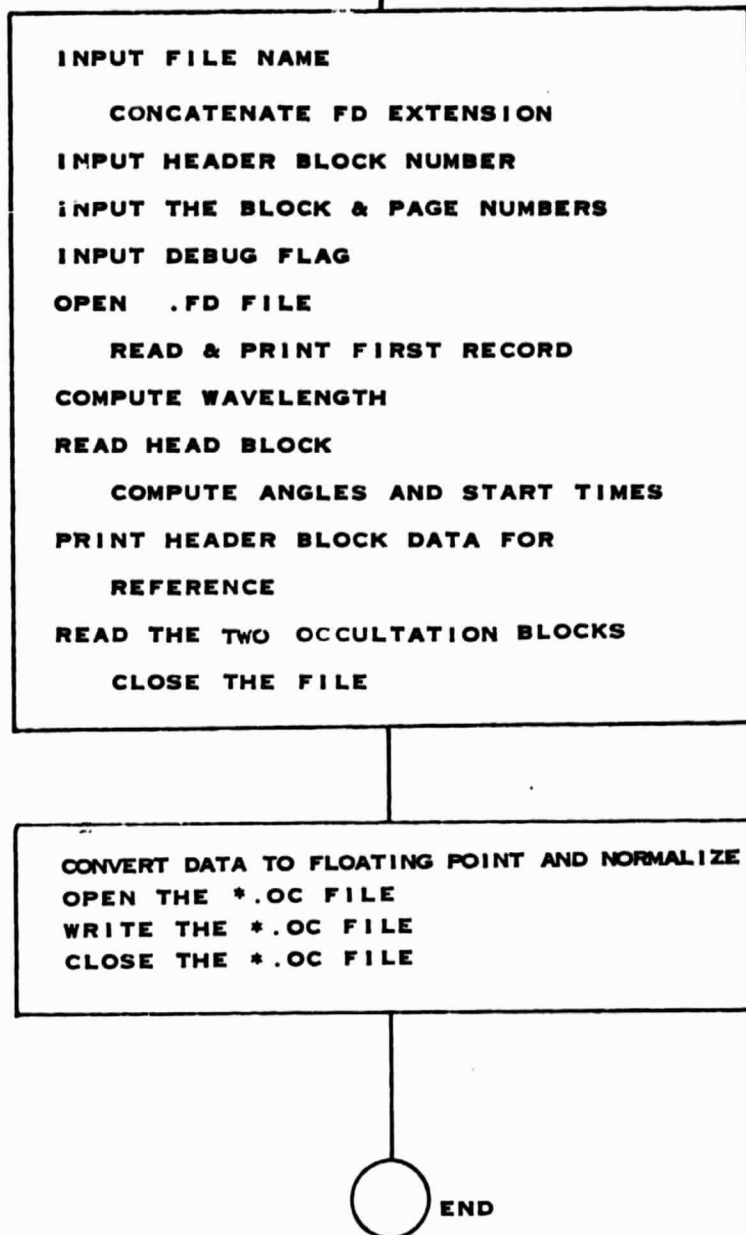 INPUT FILE NAME
CONCATENATE FD EXTENSION
INPUT HEADER BLOCK NUMBER
INPUT THE BLOCK & PAGE NUMBERS
INPUT DEBUG FLAG
OPEN .FD FILE
READ & PRINT FIRST RECORD
COMPUTE WAVELENGTH
READ HEAD BLOCK
COMPUTE ANGLES AND START TIMES
PRINT HEADER BLOCK DATA FOR
REFERENCE
READ THE TWO OCCULTATION BLOCKS
CLOSE THE FILE
CONVERT DATA TO FLOATING POINT AND NORMALIZE
OPEN THE *.OC FILE
WRITE THE *.OC FILE
CLOSE THE *.OC FILE
END